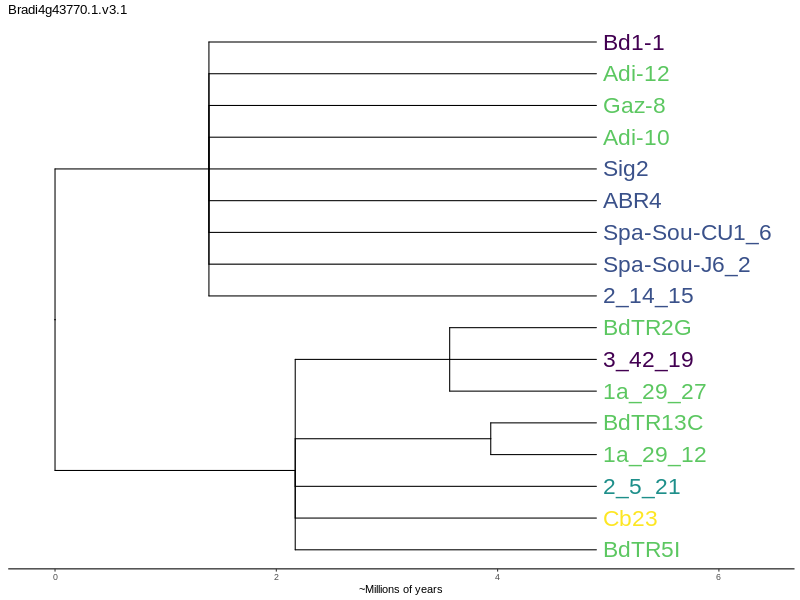 Bradi4g43770.1.v3.1
Bd1-1
Adi-12
Gaz-8
Adi-10
Sig2
ABR4
Spa-Sou-CU1_6
Spa-Sou-J6_2
2_14_15
BdTR2G
3_42_19
1a_29_27
BdTR13C
1a_29_12
2_5_21
Cb23
BdTR5I
0 2 4 6
~Millions of years